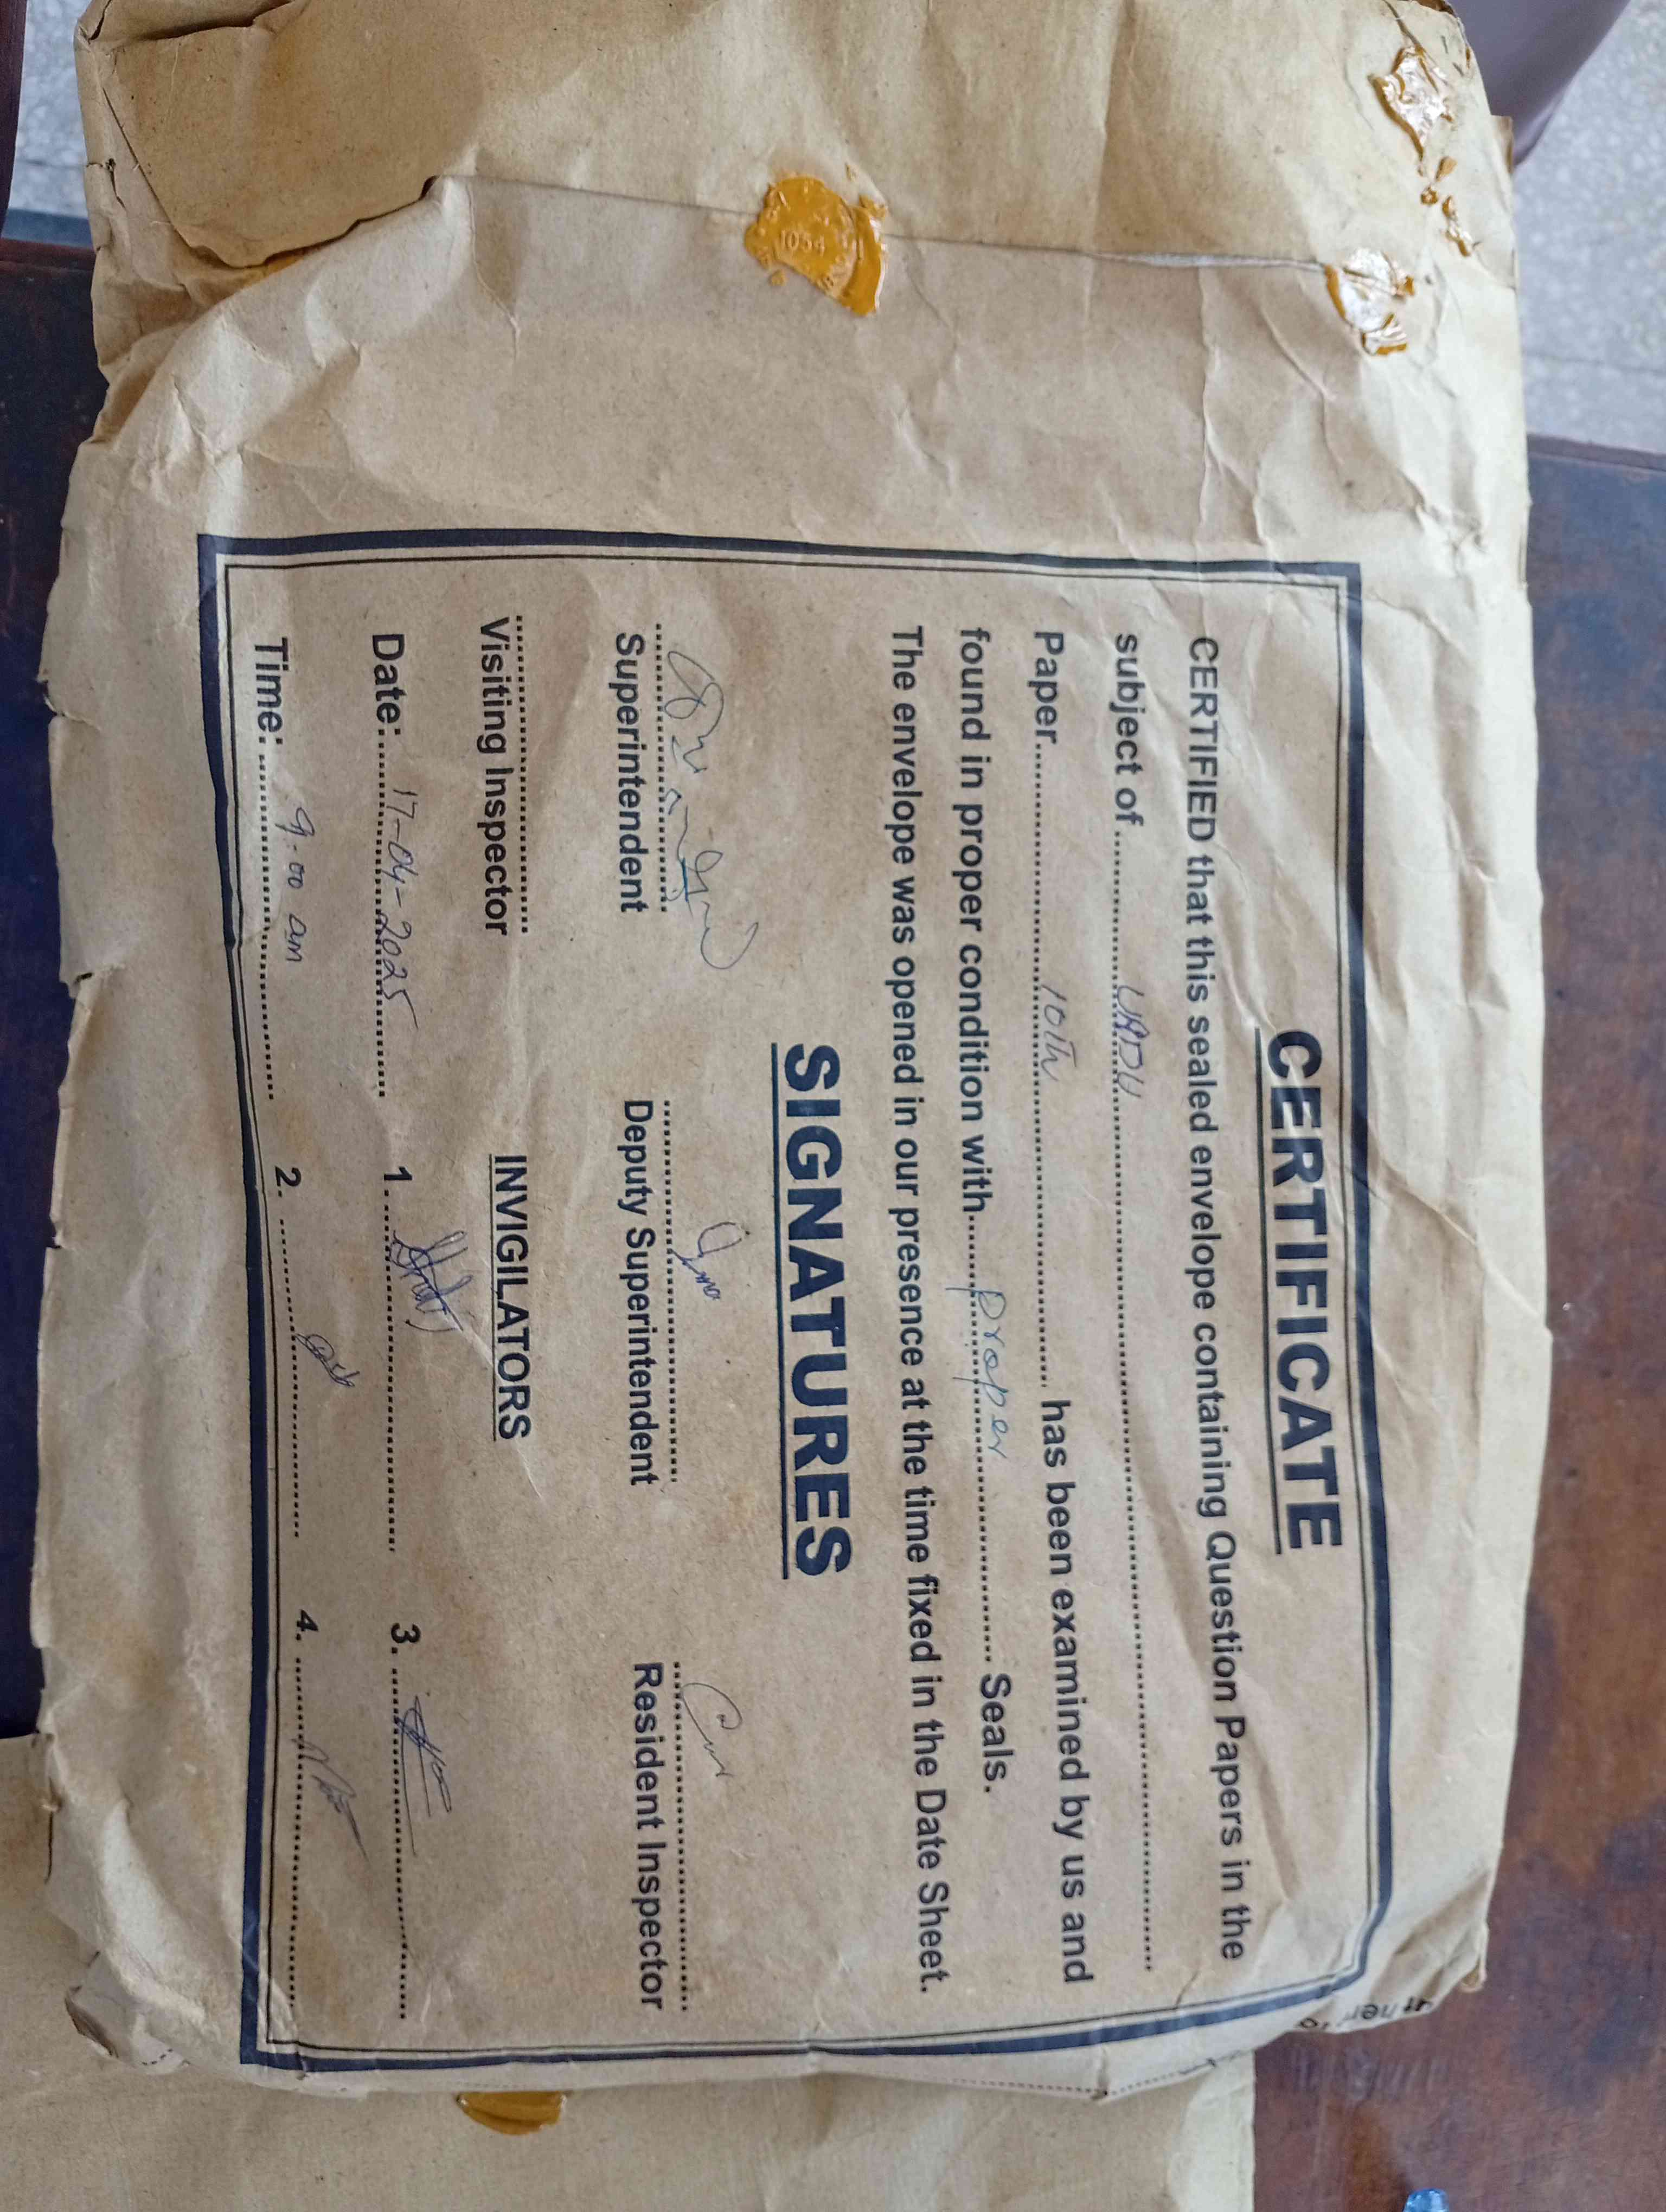 1054
CERTIFICATE
CERTIFIED that this sealed envelope containing Question Papers in the
subject of.......... URDU ..........
Paper.......... 10th .......... has been examined by us and
found in proper condition with.......... proper .......... Seals.
The envelope was opened in our presence at the time fixed in the Date Sheet.
SIGNATURES
Superintendent Deputy Superintendent Resident Inspector
Visiting Inspector INVIGILATORS
Date: 17-04-2025 1. 3.
Time: 9.00 am 2. 4.